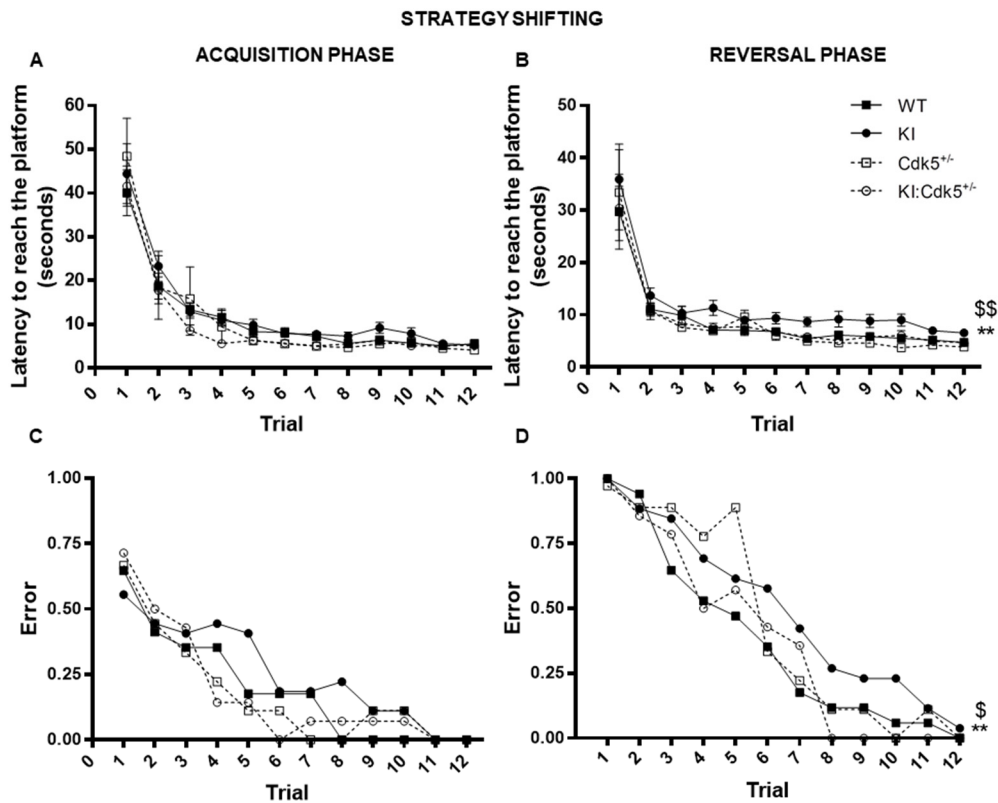 STRATEGY SHIFTING
A
ACQUISITION PHASE
Latency to reach the platform
(seconds)
60
50
40
30
20
10
0
0 1 2 3 4 5 6 7 8 9 10 11 12
Trial
B
REVERSAL PHASE
Latency to reach the platform
(seconds)
50
40
30
20
10
0
0 1 2 3 4 5 6 7 8 9 10 11 12
Trial
WT
KI
Cdk5+/-
KI:Cdk5+/-
$$
**
C
Error
1.00
0.75
0.50
0.25
0.00
1 2 3 4 5 6 7 8 9 10 11 12
Trial
D
Error
1.00
0.75
0.50
0.25
0.00
1 2 3 4 5 6 7 8 9 10 11 12
Trial
$
**